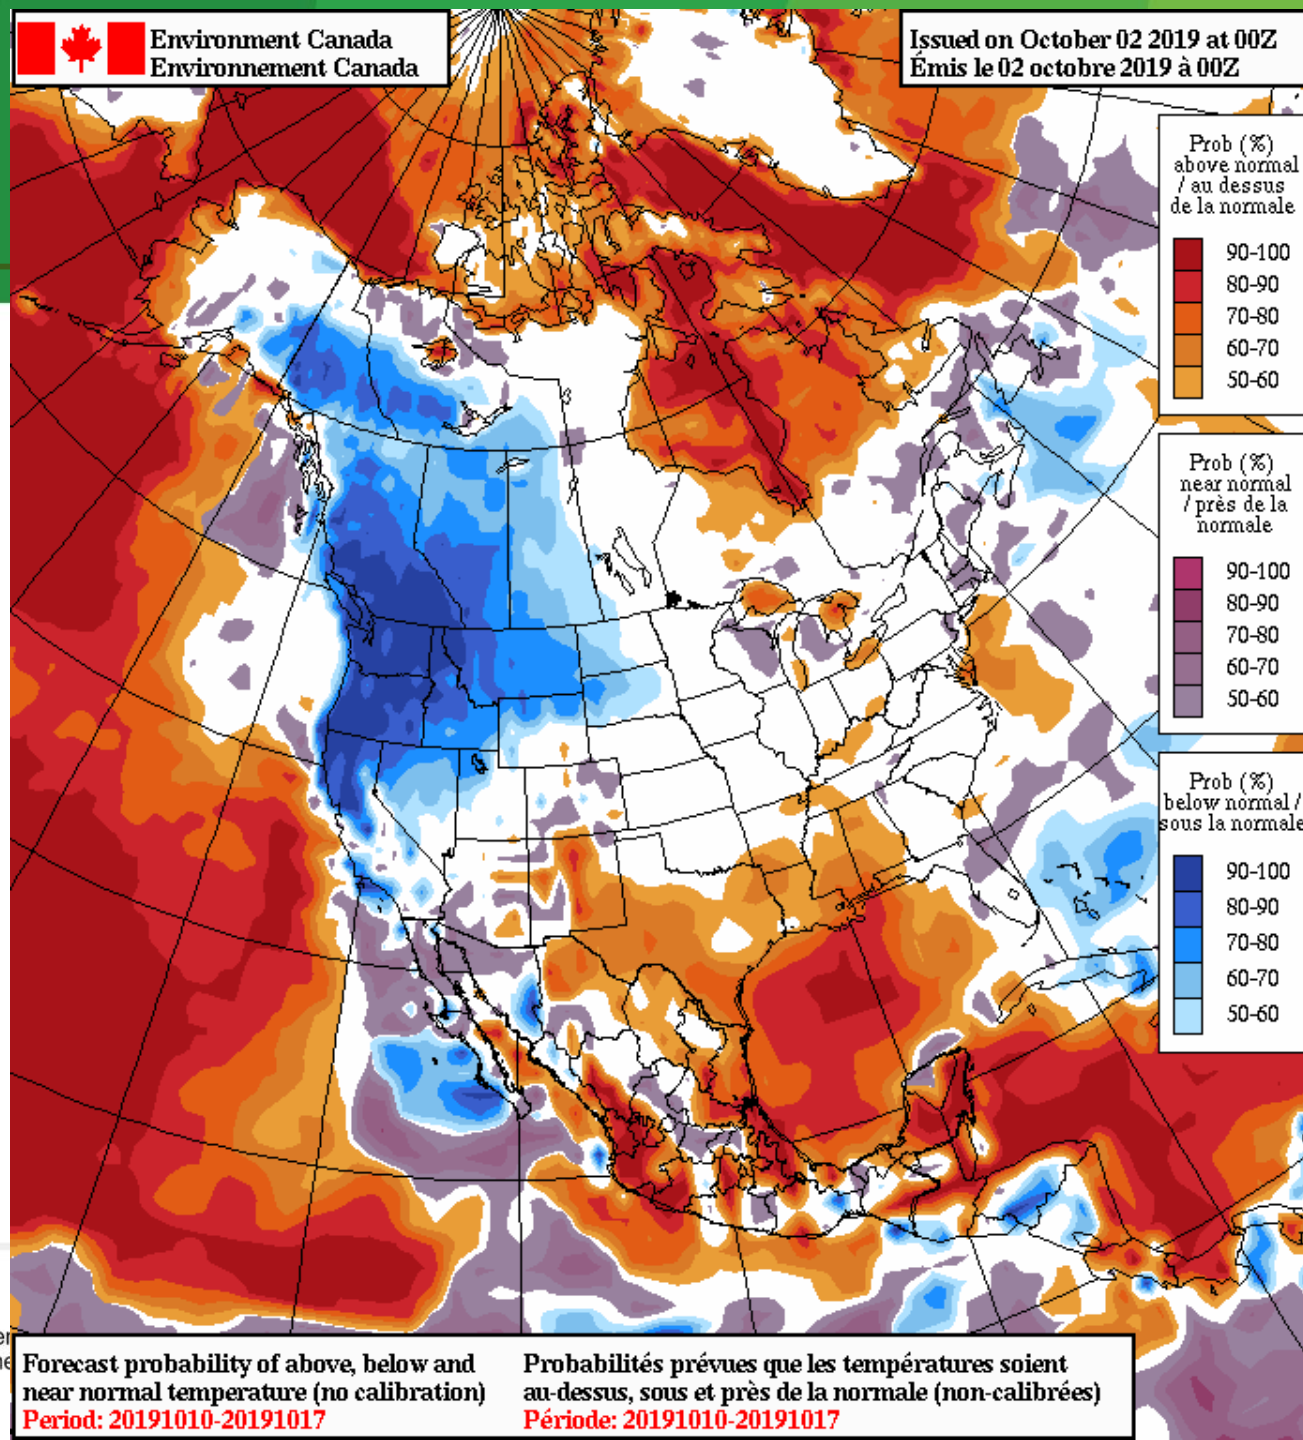 Environment Canada
Environnement Canada
Issued on October 02 2019 at 00Z
Émis le 02 octobre 2019 à 00Z
Prob (%)
above normal
/ au dessus
de la normale
90-100
80-90
70-80
60-70
50-60
Prob (%)
near normal
/ près de la
normale
90-100
80-90
70-80
60-70
50-60
Prob (%)
below normal /
sous la normale
90-100
80-90
70-80
60-70
50-60
Forecast probability of above, below and
near normal temperature (no calibration)
Period: 20191010-20191017
Probabilités prévues que les températures soient
au-dessus, sous et près de la normale (non-calibrées)
Période: 20191010-20191017